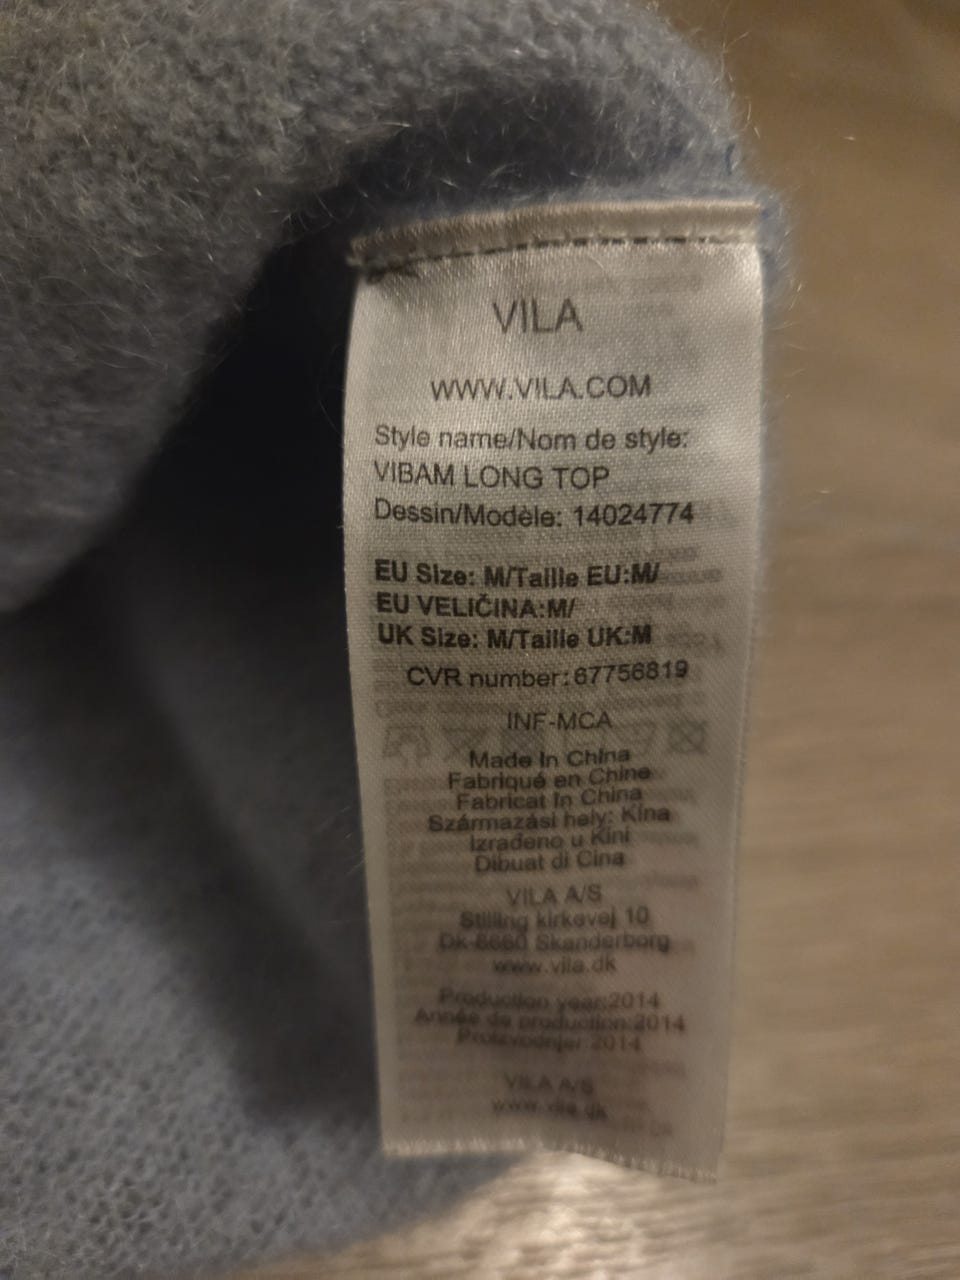 VILA
WWW.VILA.COM
Style name/Nom de style:
VIBAM LONG TOP
Dessin/Modèle: 14024774
EU Size: M/Taille EU:M/
EU VELIČINA:M/
UK Size: M/Taille UK:M
CVR number:67756819
INF-MCA
Made In China
Fabriqué en Chine
Fabricat în China
Származási hely: Kína
Izrađeno u Kini
Dibuat di Cina
VILA A/S
Stilling kirkevej 10
Dk-8660 Skanderborg
www.vila.dk
Production year:2014
Année de production:2014
Proizvodnje: 2014
VILA A/S
www.vila.dk